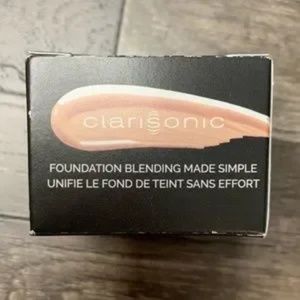 clarisonic
FOUNDATION BLENDING MADE SIMPLE
UNIFIE LE FOND DE TEINT SANS EFFORT